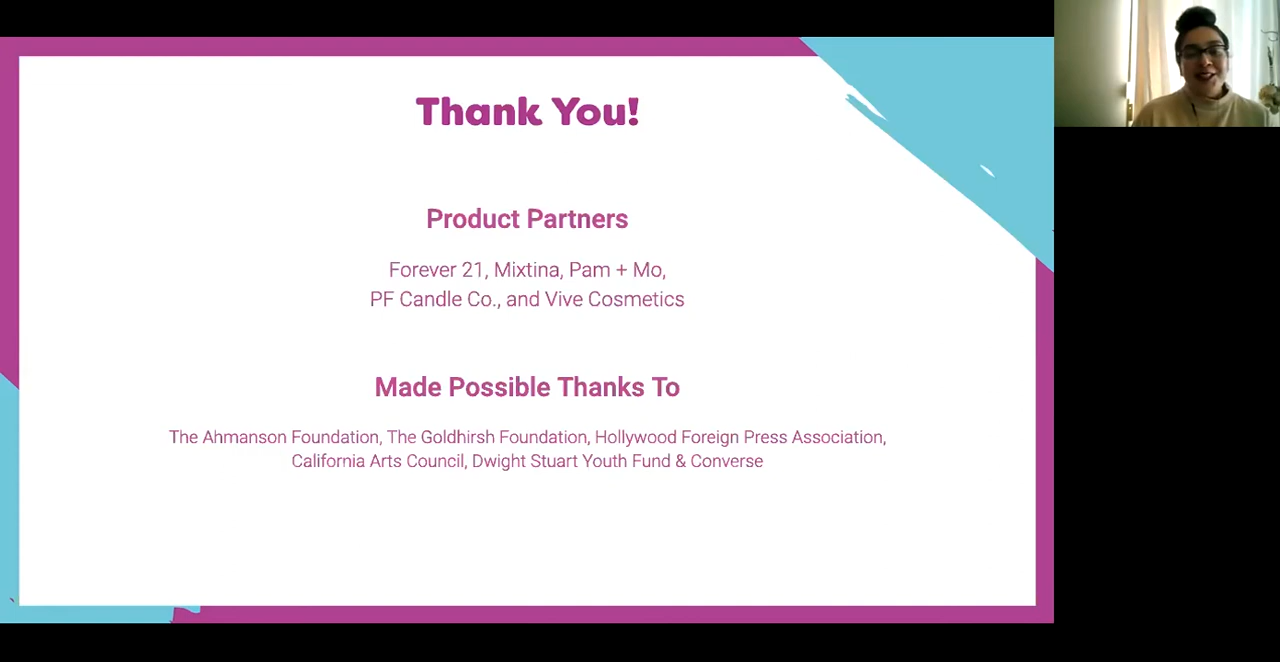 Thank You!
Product Partners
Forever 21, Mixtina, Pam + Mo,
PF Candle Co., and Vive Cosmetics
Made Possible Thanks To
The Ahmanson Foundation, The Goldhirsh Foundation, Hollywood Foreign Press Association,
California Arts Council, Dwight Stuart Youth Fund & Converse